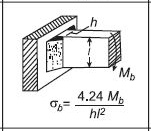 h
M_b
σ_b = 4.24 M_b / hl²